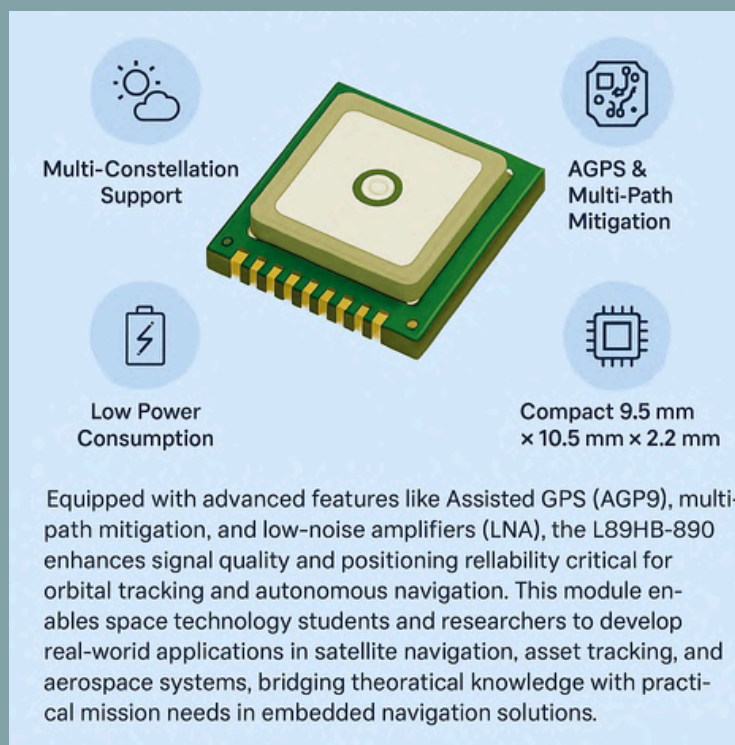 Multi-Constellation
Support
AGPS &
Multi-Path
Mitigation
Low Power
Consumption
Compact 9.5 mm
× 10.5 mm × 2.2 mm
Equipped with advanced features like Assisted GPS (AGP9), multi-
path mitigation, and low-noise amplifiers (LNA), the L89HB-890
enhances signal quality and positioning rellability critical for
orbital tracking and autonomous navigation. This module en-
ables space technology students and researchers to develop
real-worid applications in satellite navigation, asset tracking, and
aerospace systems, bridging theoratical knowledge with practi-
cal mission needs in embedded navigation solutions.